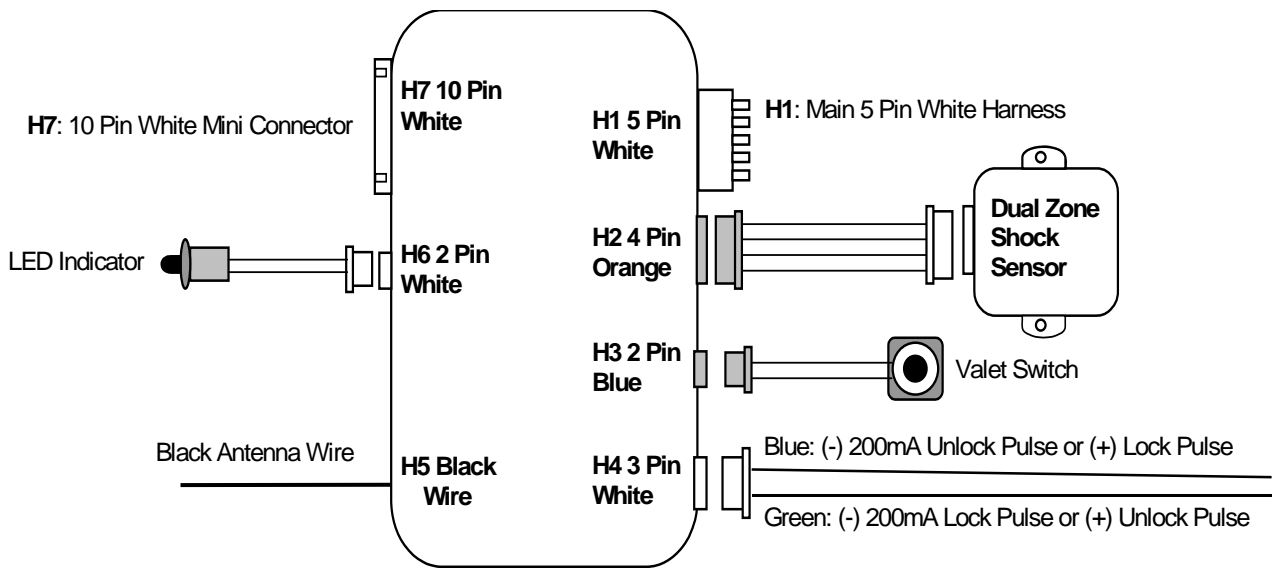 H7: 10 Pin White Mini Connector
H7 10 Pin
White
H1 5 Pin
White
H1: Main 5 Pin White Harness
LED Indicator
H6 2 Pin
White
H2 4 Pin
Orange
Dual Zone
Shock
Sensor
H3 2 Pin
Blue
Valet Switch
Black Antenna Wire
H5 Black
Wire
H4 3 Pin
White
Blue: (-) 200mA Unlock Pulse or (+) Lock Pulse
Green: (-) 200mA Lock Pulse or (+) Unlock Pulse